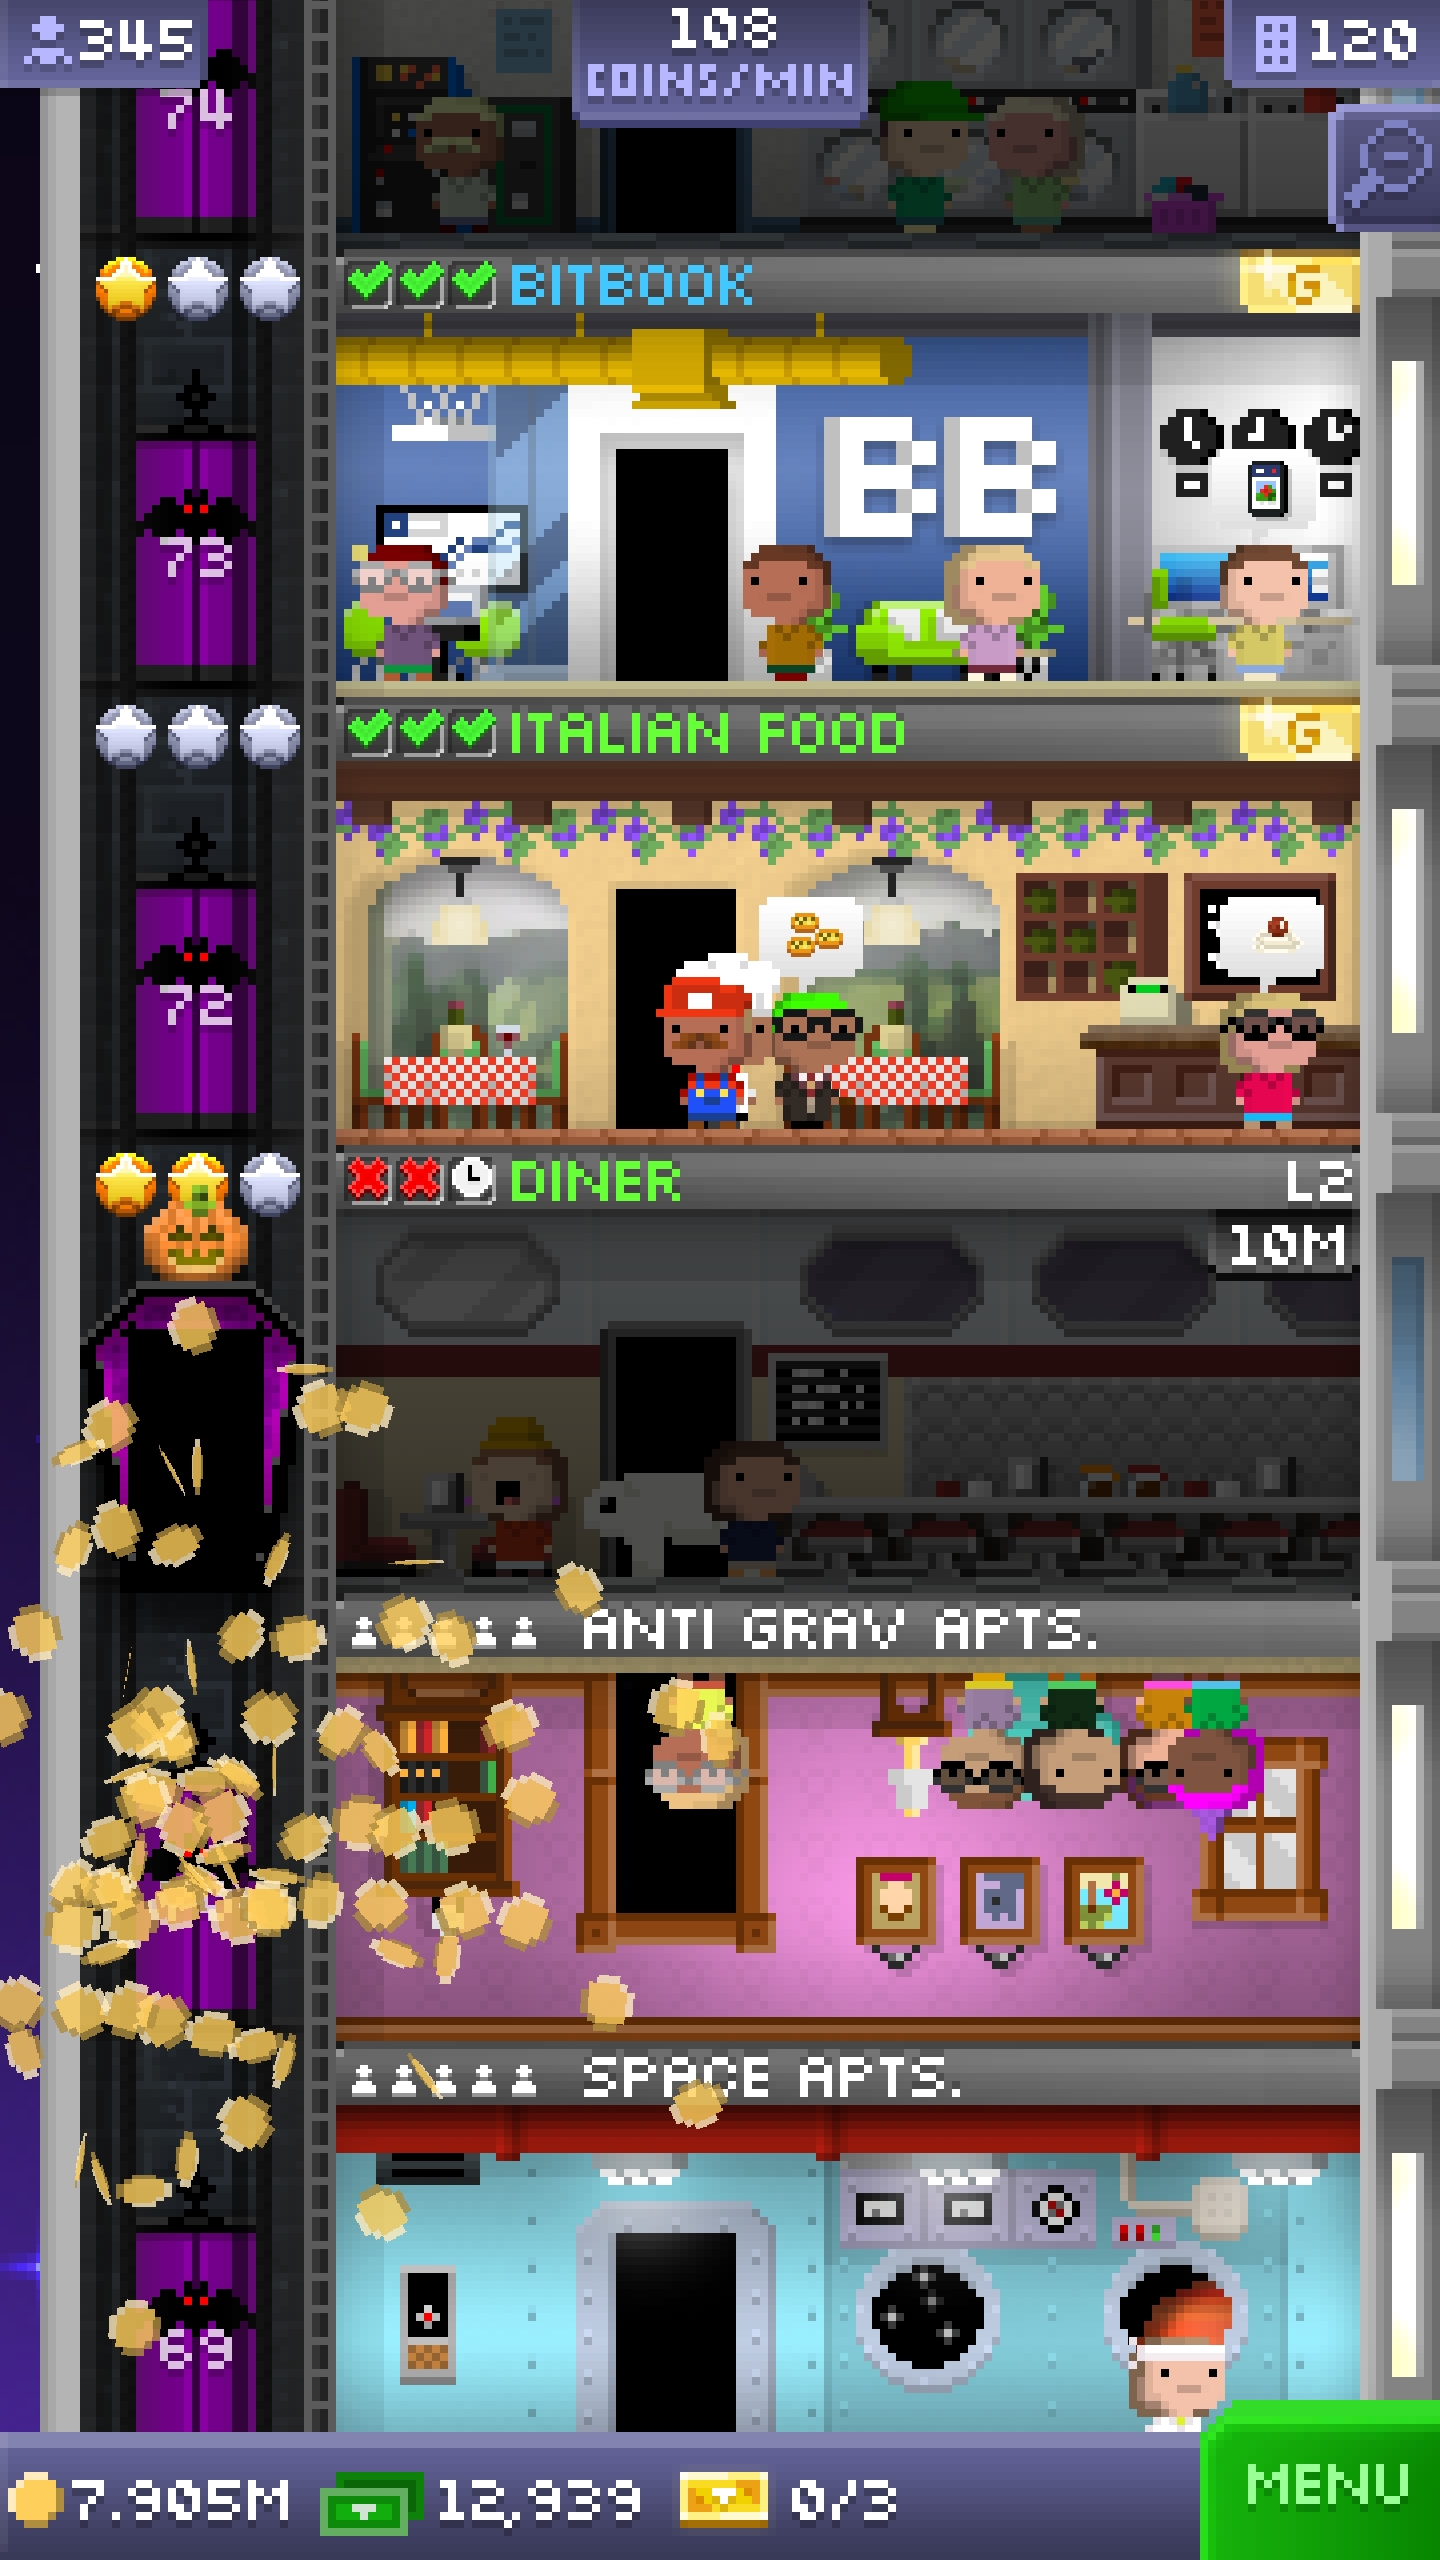 345
108
COINS/MIN
120
74
BITBOOK
G
BB
73
ITALIAN FOOD
G
72
DINER
L2
10M
ANTI GRAV APTS.
SPACE APTS.
69
7.905M
12,939
0/3
MENU